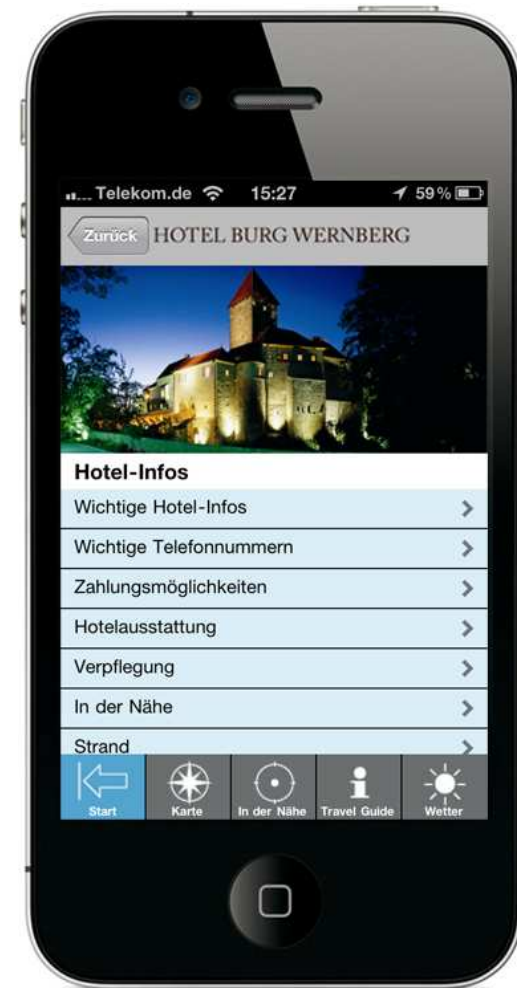 Telekom.de 15:27 59%
Zurück HOTEL BURG WERNBERG
Hotel-Infos
Wichtige Hotel-Infos
Wichtige Telefonnummern
Zahlungsmöglichkeiten
Hotelausstattung
Verpflegung
In der Nähe
Strand
Start Karte In der Nähe Travel Guide Wetter